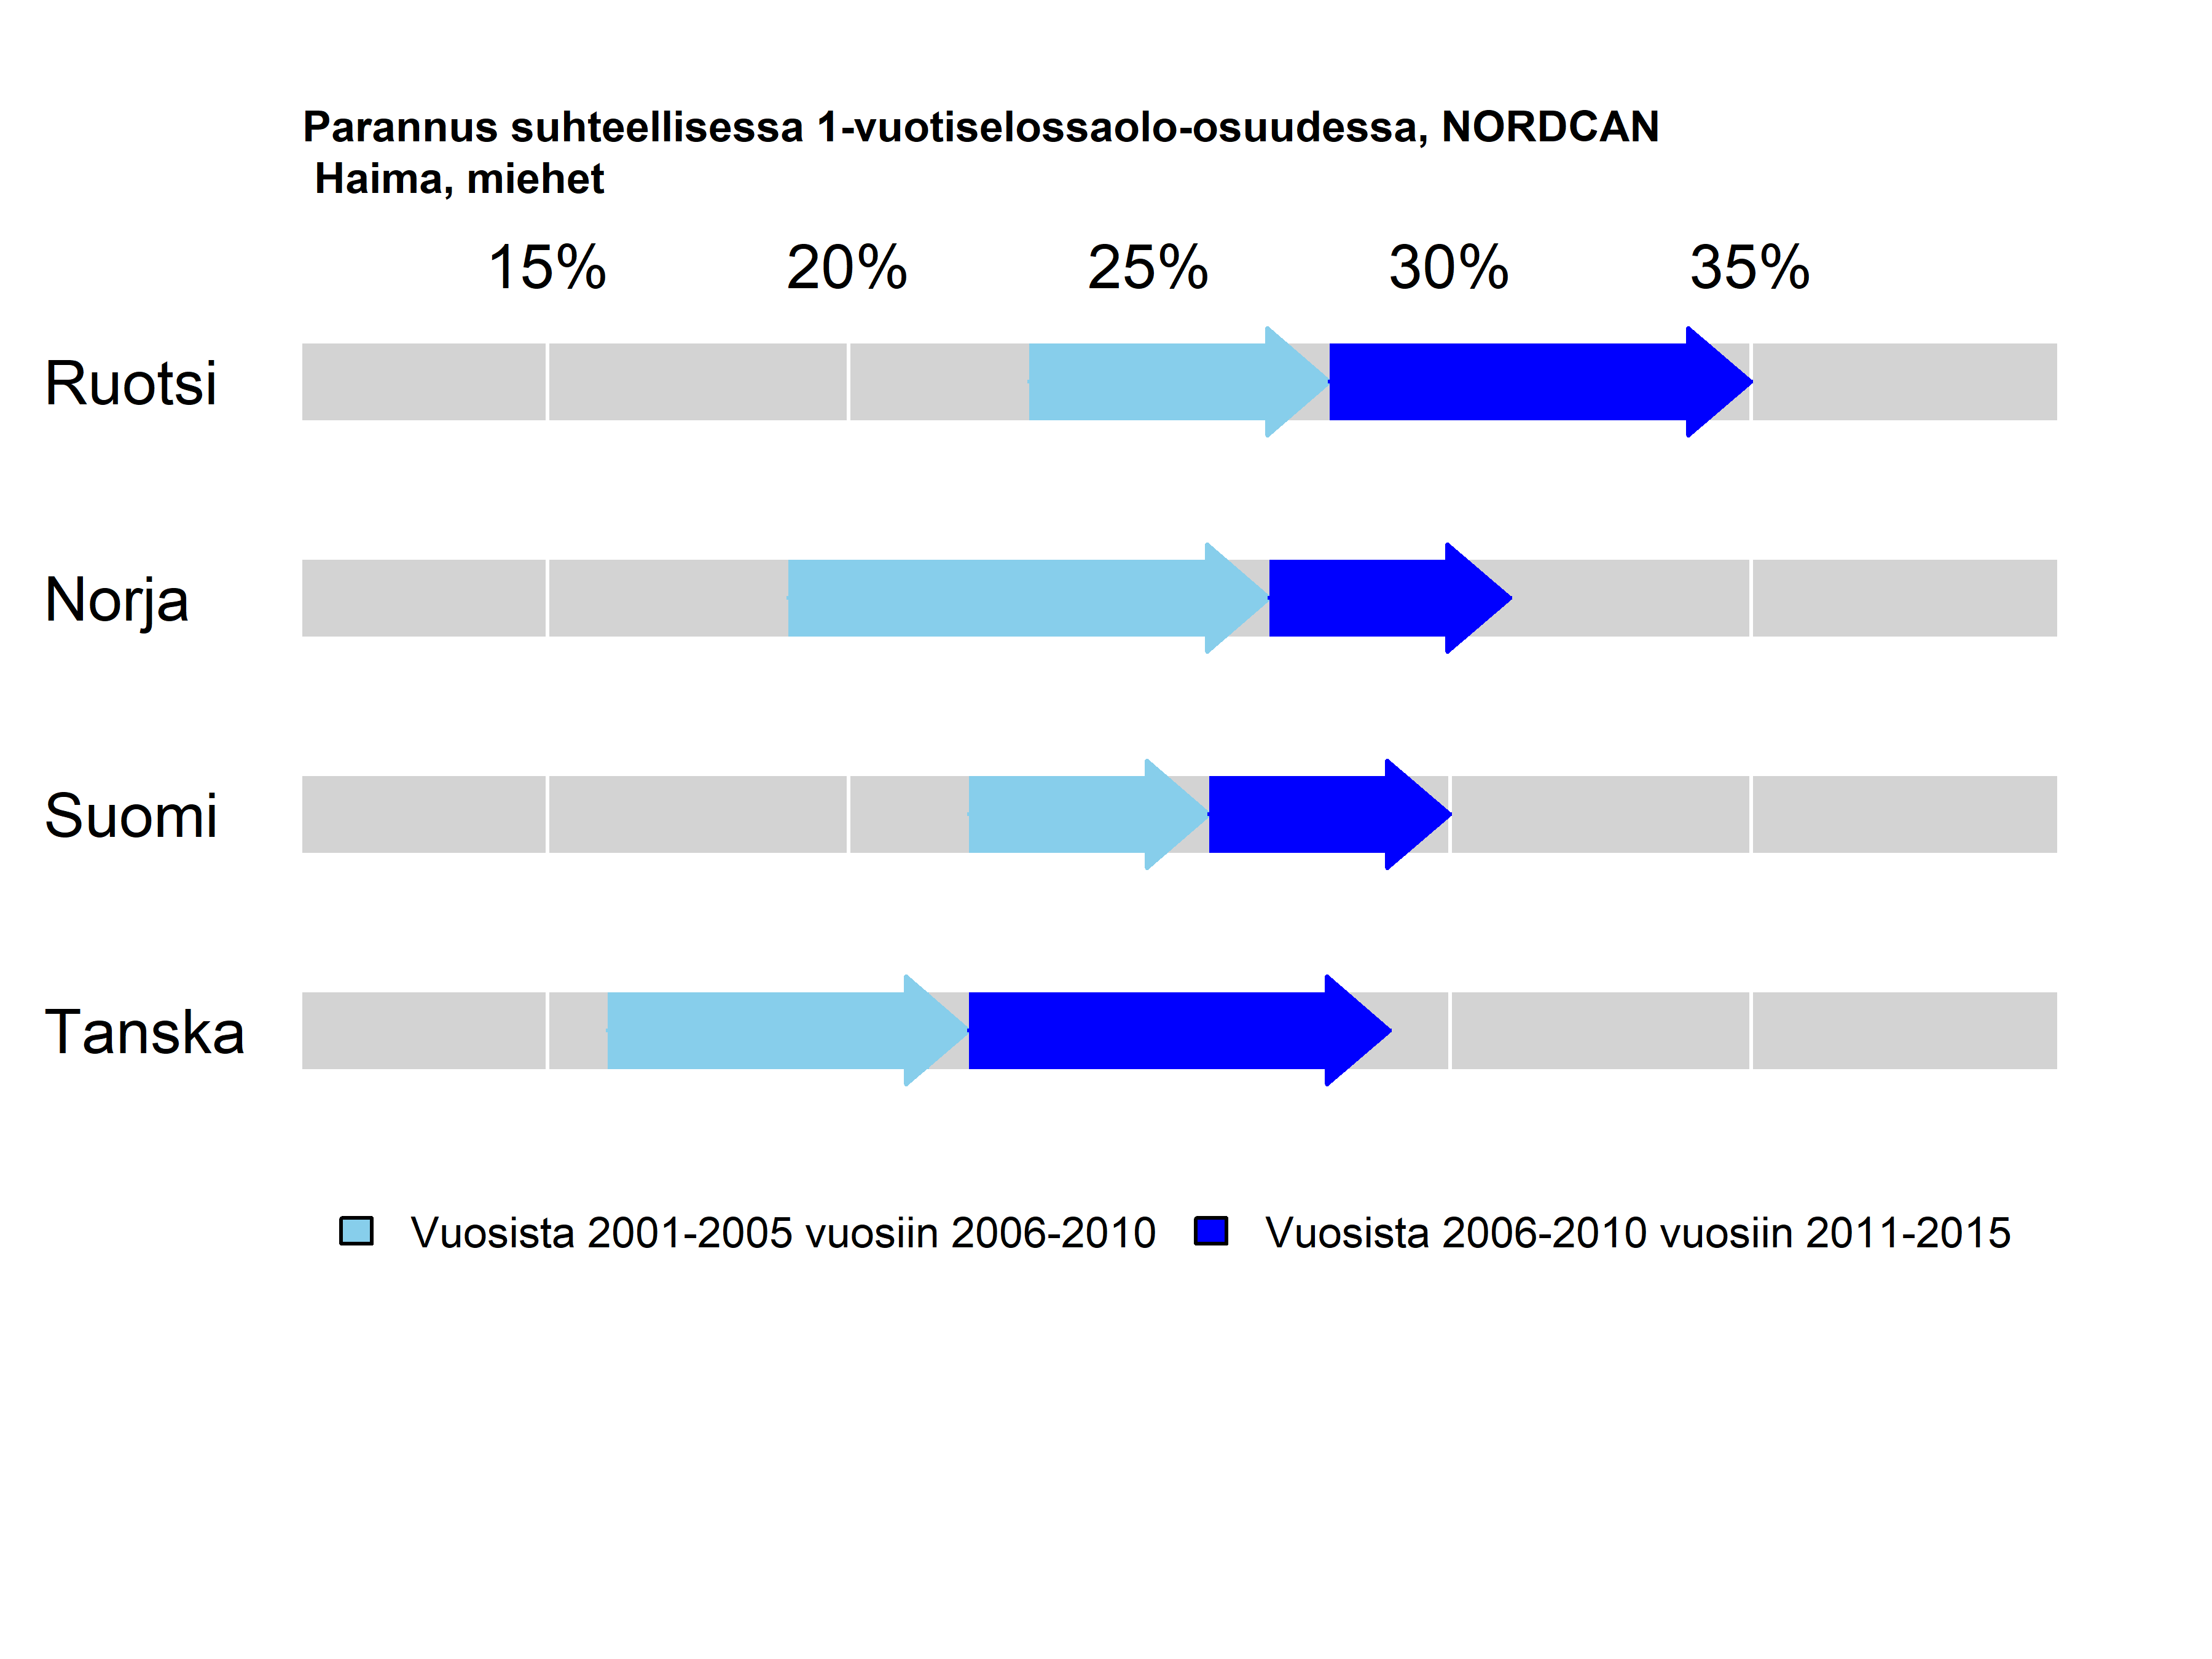 Parannus suhteellisessa 1-vuotiselossaolo-osuudessa, NORDCAN
Haima, miehet
15% 20% 25% 30% 35%
Ruotsi
Norja
Suomi
Tanska
Vuosista 2001-2005 vuosiin 2006-2010 Vuosista 2006-2010 vuosiin 2011-2015